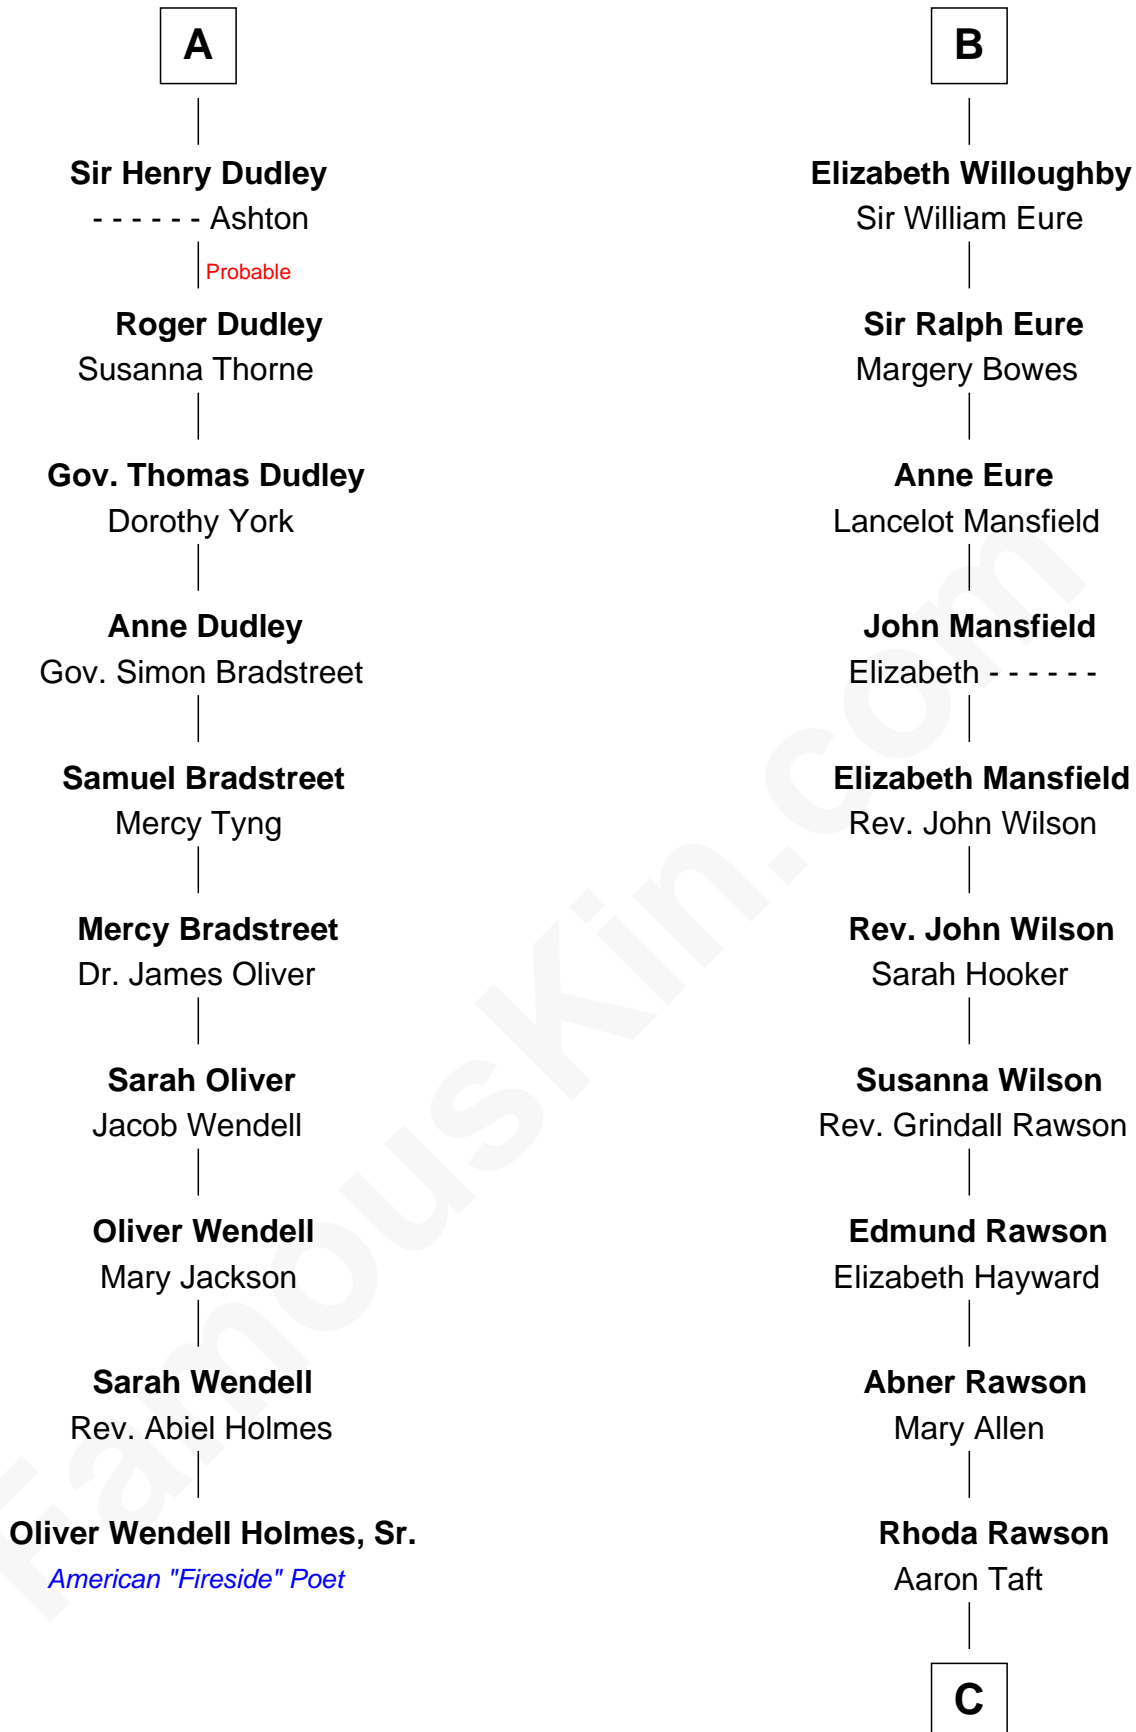 A
Sir Henry Dudley
- - - - - - Ashton
Probable
Roger Dudley
Susanna Thorne
Gov. Thomas Dudley
Dorothy York
Anne Dudley
Gov. Simon Bradstreet
Samuel Bradstreet
Mercy Tyng
Mercy Bradstreet
Dr. James Oliver
Sarah Oliver
Jacob Wendell
Oliver Wendell
Mary Jackson
Sarah Wendell
Rev. Abiel Holmes
Oliver Wendell Holmes, Sr.
American "Fireside" Poet
B
Elizabeth Willoughby
Sir William Eure
Sir Ralph Eure
Margery Bowes
Anne Eure
Lancelot Mansfield
John Mansfield
Elizabeth - - - - - -
Elizabeth Mansfield
Rev. John Wilson
Rev. John Wilson
Sarah Hooker
Susanna Wilson
Rev. Grindall Rawson
Edmund Rawson
Elizabeth Hayward
Abner Rawson
Mary Allen
Rhoda Rawson
Aaron Taft
C
FamousKin.com